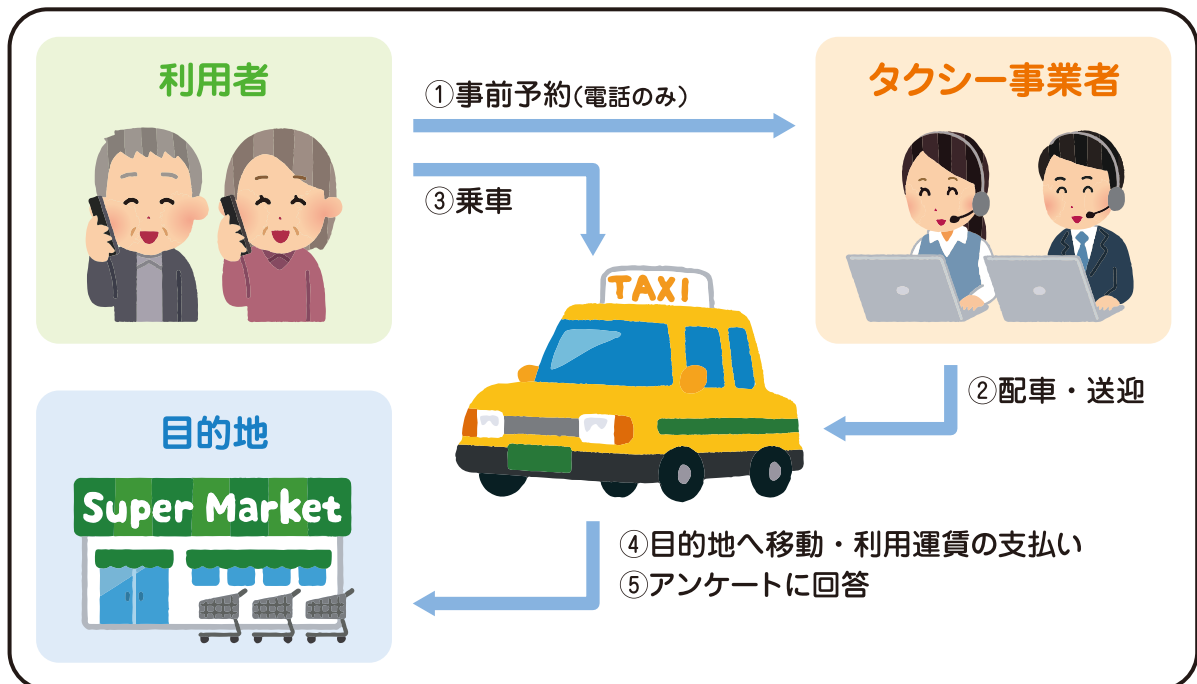 利用者
①事前予約(電話のみ)
タクシー事業者
③乗車
TAXI
②配車・送迎
目的地
Super Market
④目的地へ移動・利用運賃の支払い
⑤アンケートに回答